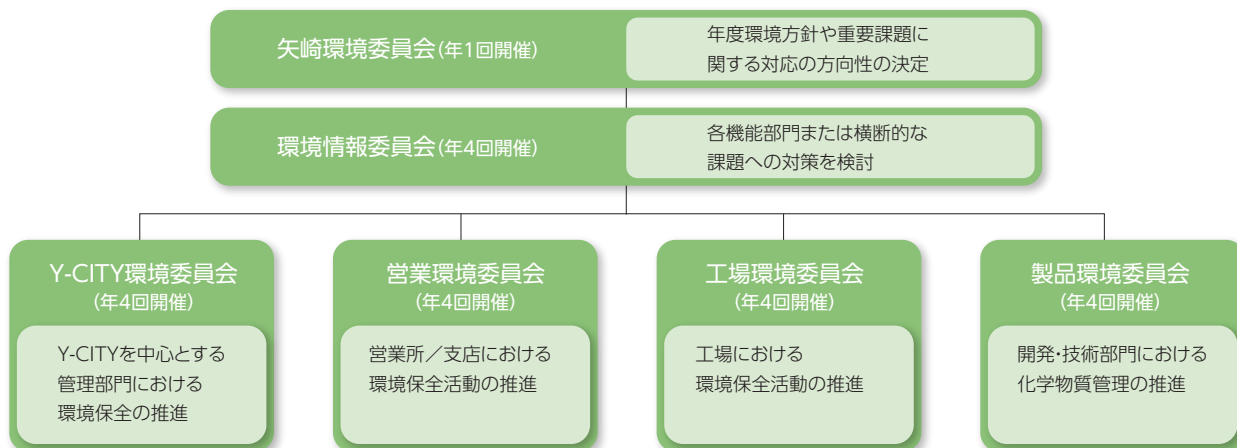 矢崎環境委員会(年1回開催)
年度環境方針や重要課題に
関する対応の方向性の決定
環境情報委員会(年4回開催)
各機能部門または横断的な
課題への対策を検討
Y-CITY環境委員会
(年4回開催)
Y-CITYを中心とする
管理部門における
環境保全の推進
営業環境委員会
(年4回開催)
営業所／支店における
環境保全活動の推進
工場環境委員会
(年4回開催)
工場における
環境保全活動の推進
製品環境委員会
(年4回開催)
開発・技術部門における
化学物質管理の推進